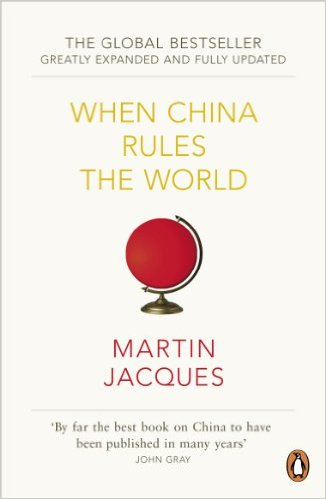 THE GLOBAL BESTSELLER
GREATLY EXPANDED AND FULLY UPDATED
WHEN CHINA
RULES
THE WORLD
MARTIN
JACQUES
‘By far the best book on China to have
been published in many years’
JOHN GRAY